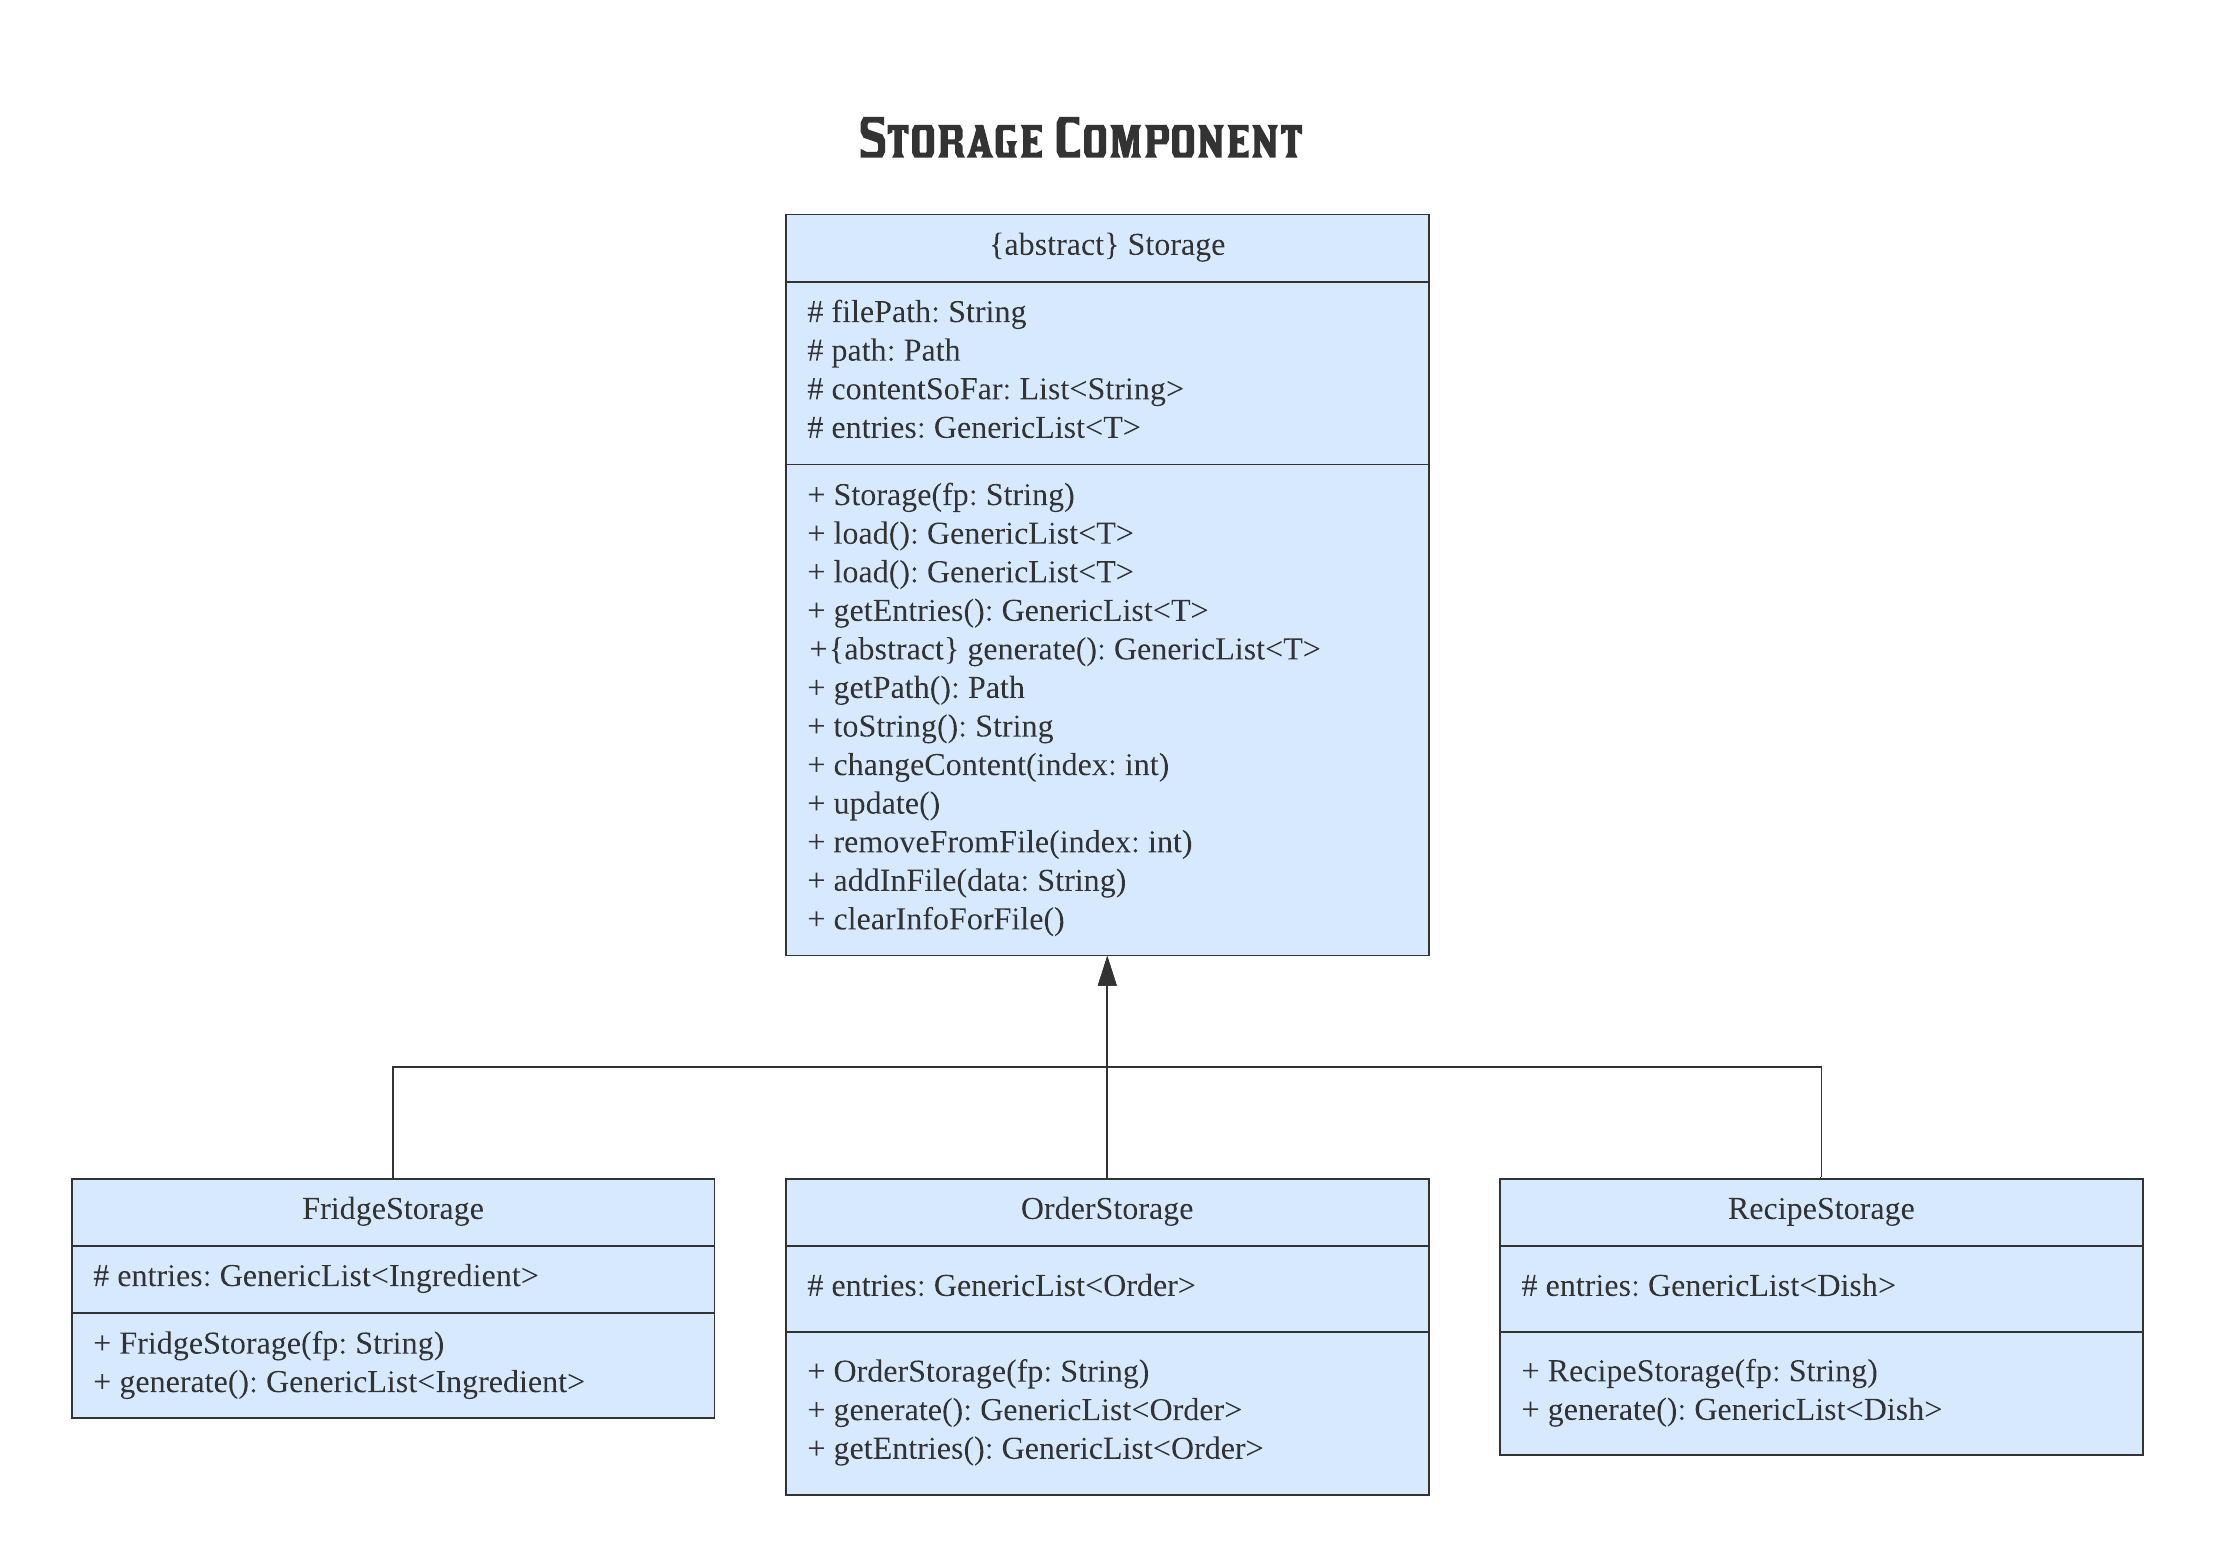 STORAGE COMPONENT
{abstract} Storage
# filePath: String
# path: Path
# contentSoFar: List<String>
# entries: GenericList<T>
+ Storage(fp: String)
+ load(): GenericList<T>
+ load(): GenericList<T>
+ getEntries(): GenericList<T>
+{abstract} generate(): GenericList<T>
+ getPath(): Path
+ toString(): String
+ changeContent(index: int)
+ update()
+ removeFromFile(index: int)
+ addInFile(data: String)
+ clearInfoForFile()
FridgeStorage
# entries: GenericList<Ingredient>
+ FridgeStorage(fp: String)
+ generate(): GenericList<Ingredient>
OrderStorage
# entries: GenericList<Order>
+ OrderStorage(fp: String)
+ generate(): GenericList<Order>
+ getEntries(): GenericList<Order>
RecipeStorage
# entries: GenericList<Dish>
+ RecipeStorage(fp: String)
+ generate(): GenericList<Dish>